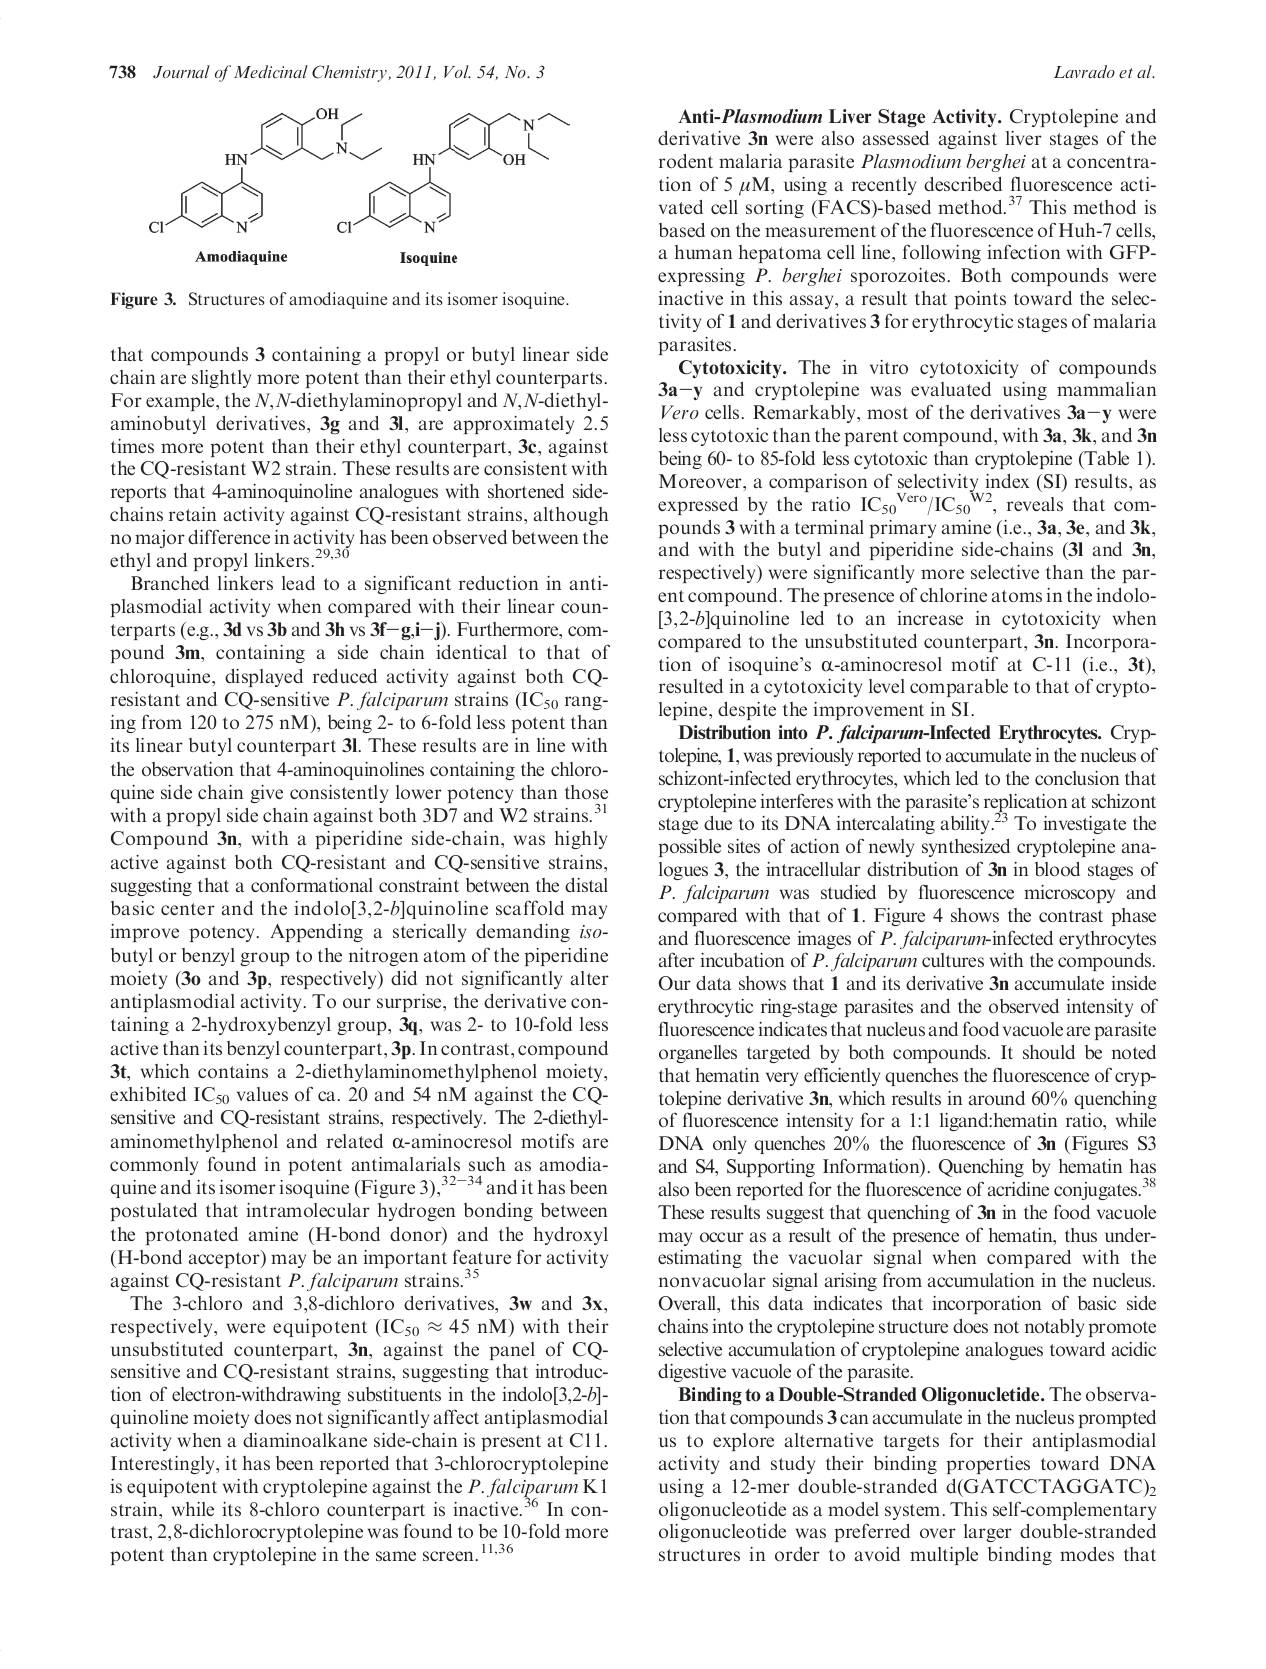 738 Journal of Medicinal Chemistry, 2011, Vol. 54, No. 3
Lavrado et al.
OH
N
HN
Cl
N
Amodiaquine
N
OH
HN
Cl
N
Isoquine
Figure 3. Structures of amodiaquine and its isomer isoquine.
that compounds 3 containing a propyl or butyl linear side
chain are slightly more potent than their ethyl counterparts.
For example, the N,N-diethylaminopropyl and N,N-diethyl-
aminobutyl derivatives, 3g and 3l, are approximately 2.5
times more potent than their ethyl counterpart, 3c, against
the CQ-resistant W2 strain. These results are consistent with
reports that 4-aminoquinoline analogues with shortened side-
chains retain activity against CQ-resistant strains, although
no major difference in activity has been observed between the
ethyl and propyl linkers.29,30
Branched linkers lead to a significant reduction in anti-
plasmodial activity when compared with their linear coun-
terparts (e.g., 3d vs 3b and 3h vs 3f−g,i−j). Furthermore, com-
pound 3m, containing a side chain identical to that of
chloroquine, displayed reduced activity against both CQ-
resistant and CQ-sensitive P. falciparum strains (IC50 rang-
ing from 120 to 275 nM), being 2- to 6-fold less potent than
its linear butyl counterpart 3l. These results are in line with
the observation that 4-aminoquinolines containing the chloro-
quine side chain give consistently lower potency than those
with a propyl side chain against both 3D7 and W2 strains.31
Compound 3n, with a piperidine side-chain, was highly
active against both CQ-resistant and CQ-sensitive strains,
suggesting that a conformational constraint between the distal
basic center and the indolo[3,2-b]quinoline scaffold may
improve potency. Appending a sterically demanding iso-
butyl or benzyl group to the nitrogen atom of the piperidine
moiety (3o and 3p, respectively) did not significantly alter
antiplasmodial activity. To our surprise, the derivative con-
taining a 2-hydroxybenzyl group, 3q, was 2- to 10-fold less
active than its benzyl counterpart, 3p. In contrast, compound
3t, which contains a 2-diethylaminomethylphenol moiety,
exhibited IC50 values of ca. 20 and 54 nM against the CQ-
sensitive and CQ-resistant strains, respectively. The 2-diethyl-
aminomethylphenol and related α-aminocresol motifs are
commonly found in potent antimalarials such as amodia-
quine and its isomer isoquine (Figure 3),32−34 and it has been
postulated that intramolecular hydrogen bonding between
the protonated amine (H-bond donor) and the hydroxyl
(H-bond acceptor) may be an important feature for activity
against CQ-resistant P. falciparum strains.35
The 3-chloro and 3,8-dichloro derivatives, 3w and 3x,
respectively, were equipotent (IC50 ≈ 45 nM) with their
unsubstituted counterpart, 3n, against the panel of CQ-
sensitive and CQ-resistant strains, suggesting that introduc-
tion of electron-withdrawing substituents in the indolo[3,2-b]-
quinoline moiety does not significantly affect antiplasmodial
activity when a diaminoalkane side-chain is present at C11.
Interestingly, it has been reported that 3-chlorocryptolepine
is equipotent with cryptolepine against the P. falciparum K1
strain, while its 8-chloro counterpart is inactive.36 In con-
trast, 2,8-dichlorocryptolepine was found to be 10-fold more
potent than cryptolepine in the same screen.11,36
Anti-Plasmodium Liver Stage Activity. Cryptolepine and
derivative 3n were also assessed against liver stages of the
rodent malaria parasite Plasmodium berghei at a concentra-
tion of 5 μM, using a recently described fluorescence acti-
vated cell sorting (FACS)-based method.37 This method is
based on the measurement of the fluorescence of Huh-7 cells,
a human hepatoma cell line, following infection with GFP-
expressing P. berghei sporozoites. Both compounds were
inactive in this assay, a result that points toward the selec-
tivity of 1 and derivatives 3 for erythrocytic stages of malaria
parasites.
Cytotoxicity. The in vitro cytotoxicity of compounds
3a−y and cryptolepine was evaluated using mammalian
Vero cells. Remarkably, most of the derivatives 3a−y were
less cytotoxic than the parent compound, with 3a, 3k, and 3n
being 60- to 85-fold less cytotoxic than cryptolepine (Table 1).
Moreover, a comparison of selectivity index (SI) results, as
expressed by the ratio IC50Vero/IC50W2, reveals that com-
pounds 3 with a terminal primary amine (i.e., 3a, 3e, and 3k,
and with the butyl and piperidine side-chains (3l and 3n,
respectively) were significantly more selective than the par-
ent compound. The presence of chlorine atoms in the indolo-
[3,2-b]quinoline led to an increase in cytotoxicity when
compared to the unsubstituted counterpart, 3n. Incorpora-
tion of isoquine's α-aminocresol motif at C-11 (i.e., 3t),
resulted in a cytotoxicity level comparable to that of crypto-
lepine, despite the improvement in SI.
Distribution into P. falciparum-Infected Erythrocytes. Cryp-
tolepine, 1, was previously reported to accumulate in the nucleus of
schizont-infected erythrocytes, which led to the conclusion that
cryptolepine interferes with the parasite's replication at schizont
stage due to its DNA intercalating ability.23 To investigate the
possible sites of action of newly synthesized cryptolepine ana-
logues 3, the intracellular distribution of 3n in blood stages of
P. falciparum was studied by fluorescence microscopy and
compared with that of 1. Figure 4 shows the contrast phase
and fluorescence images of P. falciparum-infected erythrocytes
after incubation of P. falciparum cultures with the compounds.
Our data shows that 1 and its derivative 3n accumulate inside
erythrocytic ring-stage parasites and the observed intensity of
fluorescence indicates that nucleus and food vacuole are parasite
organelles targeted by both compounds. It should be noted
that hematin very efficiently quenches the fluorescence of cryp-
tolepine derivative 3n, which results in around 60% quenching
of fluorescence intensity for a 1:1 ligand:hematin ratio, while
DNA only quenches 20% the fluorescence of 3n (Figures S3
and S4, Supporting Information). Quenching by hematin has
also been reported for the fluorescence of acridine conjugates.38
These results suggest that quenching of 3n in the food vacuole
may occur as a result of the presence of hematin, thus under-
estimating the vacuolar signal when compared with the
nonvacuolar signal arising from accumulation in the nucleus.
Overall, this data indicates that incorporation of basic side
chains into the cryptolepine structure does not notably promote
selective accumulation of cryptolepine analogues toward acidic
digestive vacuole of the parasite.
Binding to a Double-Stranded Oligonucletide. The observa-
tion that compounds 3 can accumulate in the nucleus prompted
us to explore alternative targets for their antiplasmodial
activity and study their binding properties toward DNA
using a 12-mer double-stranded d(GATCCTAGGATC)2
oligonucleotide as a model system. This self-complementary
oligonucleotide was preferred over larger double-stranded
structures in order to avoid multiple binding modes that